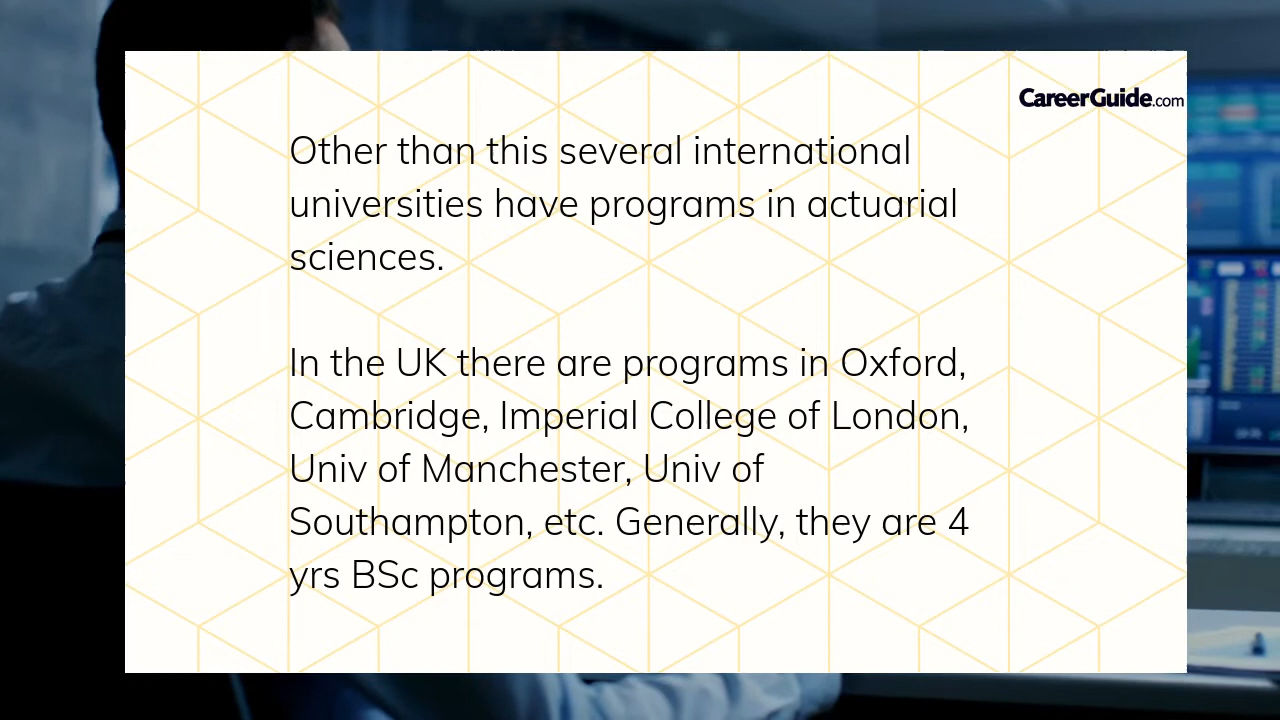 CareerGuide.com
Other than this several international
universities have programs in actuarial
sciences.
In the UK there are programs in Oxford,
Cambridge, Imperial College of London,
Univ of Manchester, Univ of
Southampton, etc. Generally, they are 4
yrs BSc programs.